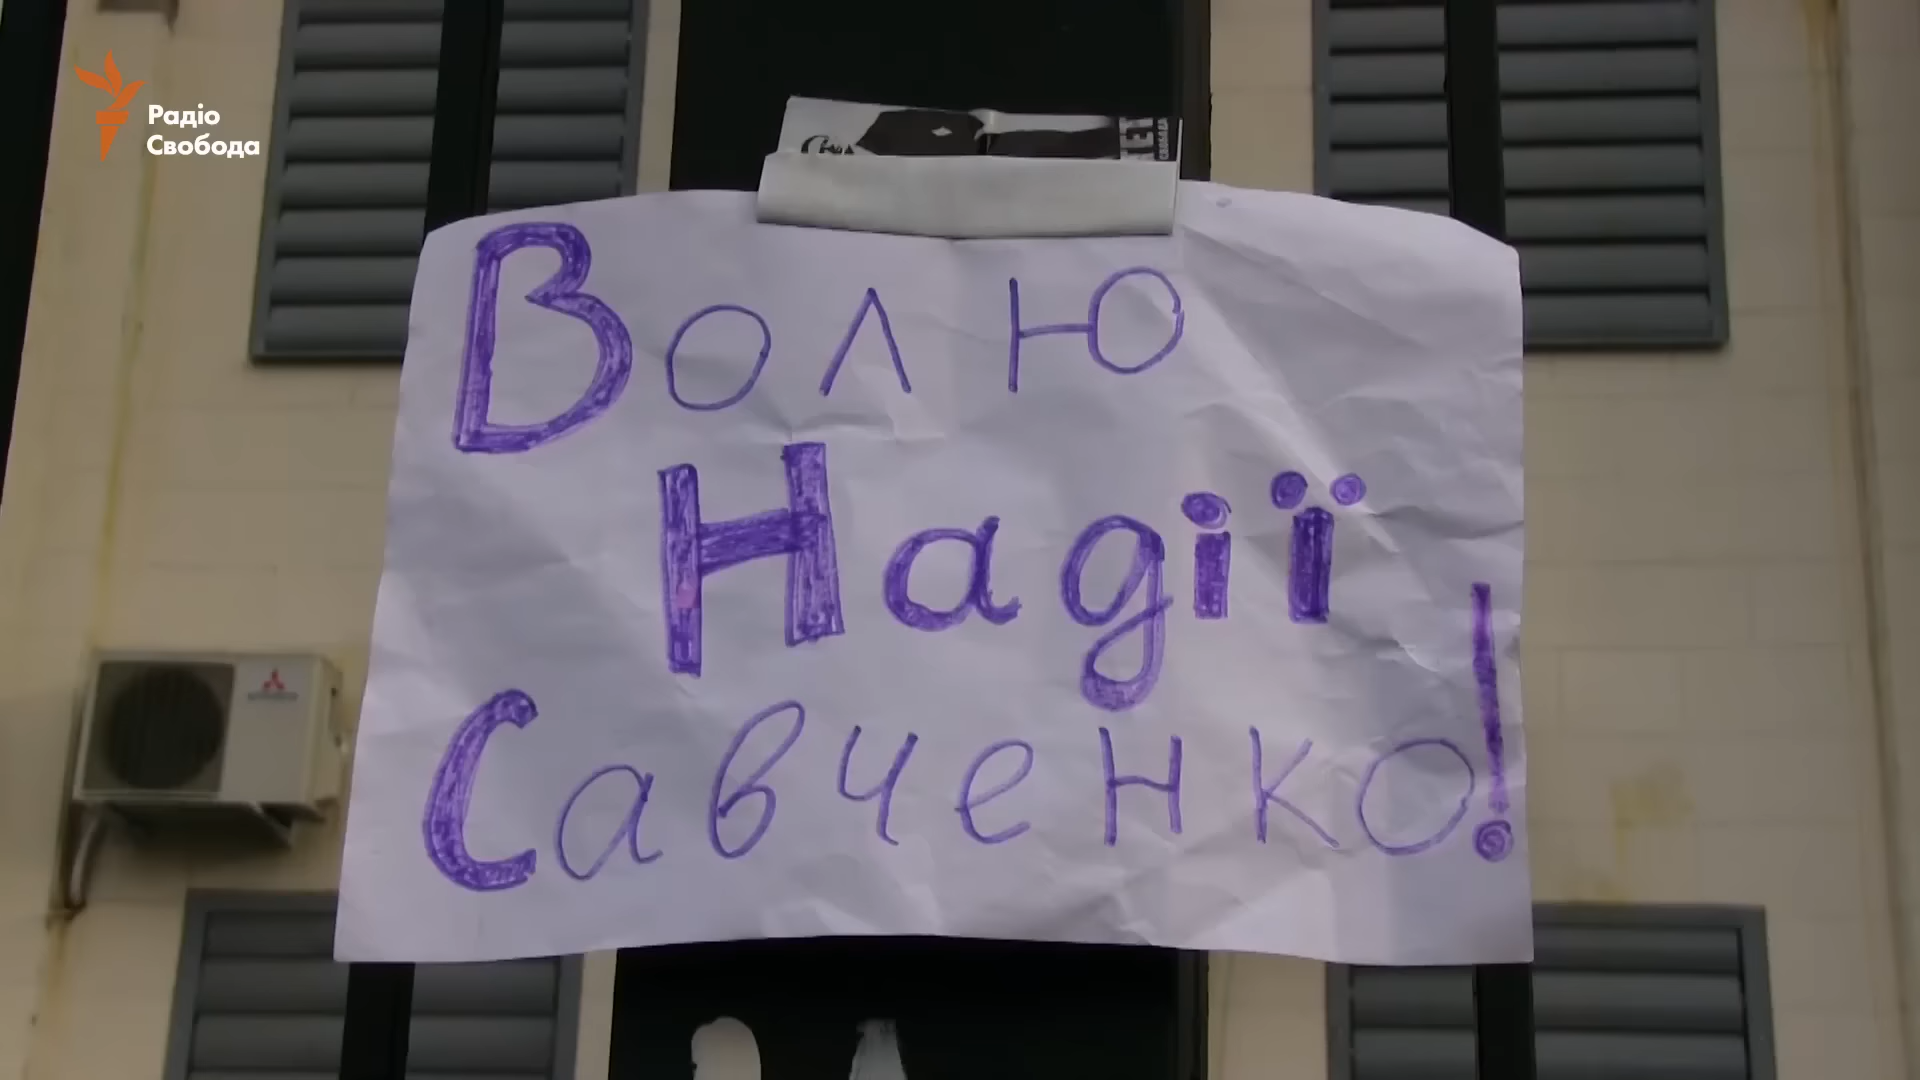 Радіо
Свобода
Волю
Надії
Савченко!